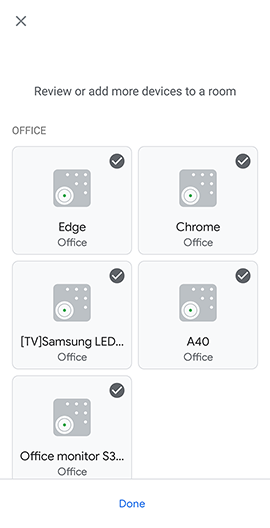 Review or add more devices to a room
OFFICE
Edge
Office
Chrome
Office
[TV]Samsung LED...
Office
A40
Office
Office monitor S3...
Office
Done